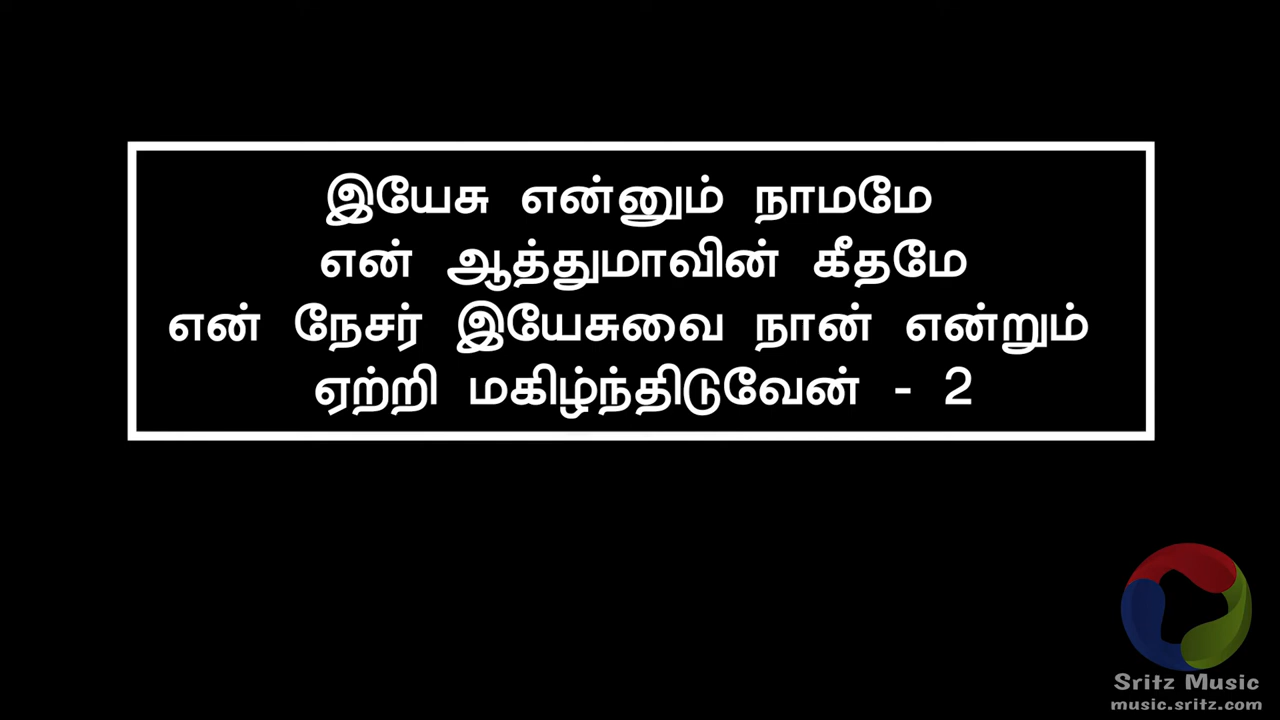 இயேசு என்னும் நாமமே
என் ஆத்துமாவின் கீதமே
என் நேசர் இயேசுவை நான் என்றும்
ஏற்றி மகிழ்ந்திடுவேன் - 2
Sritz Music
music.sritz.com